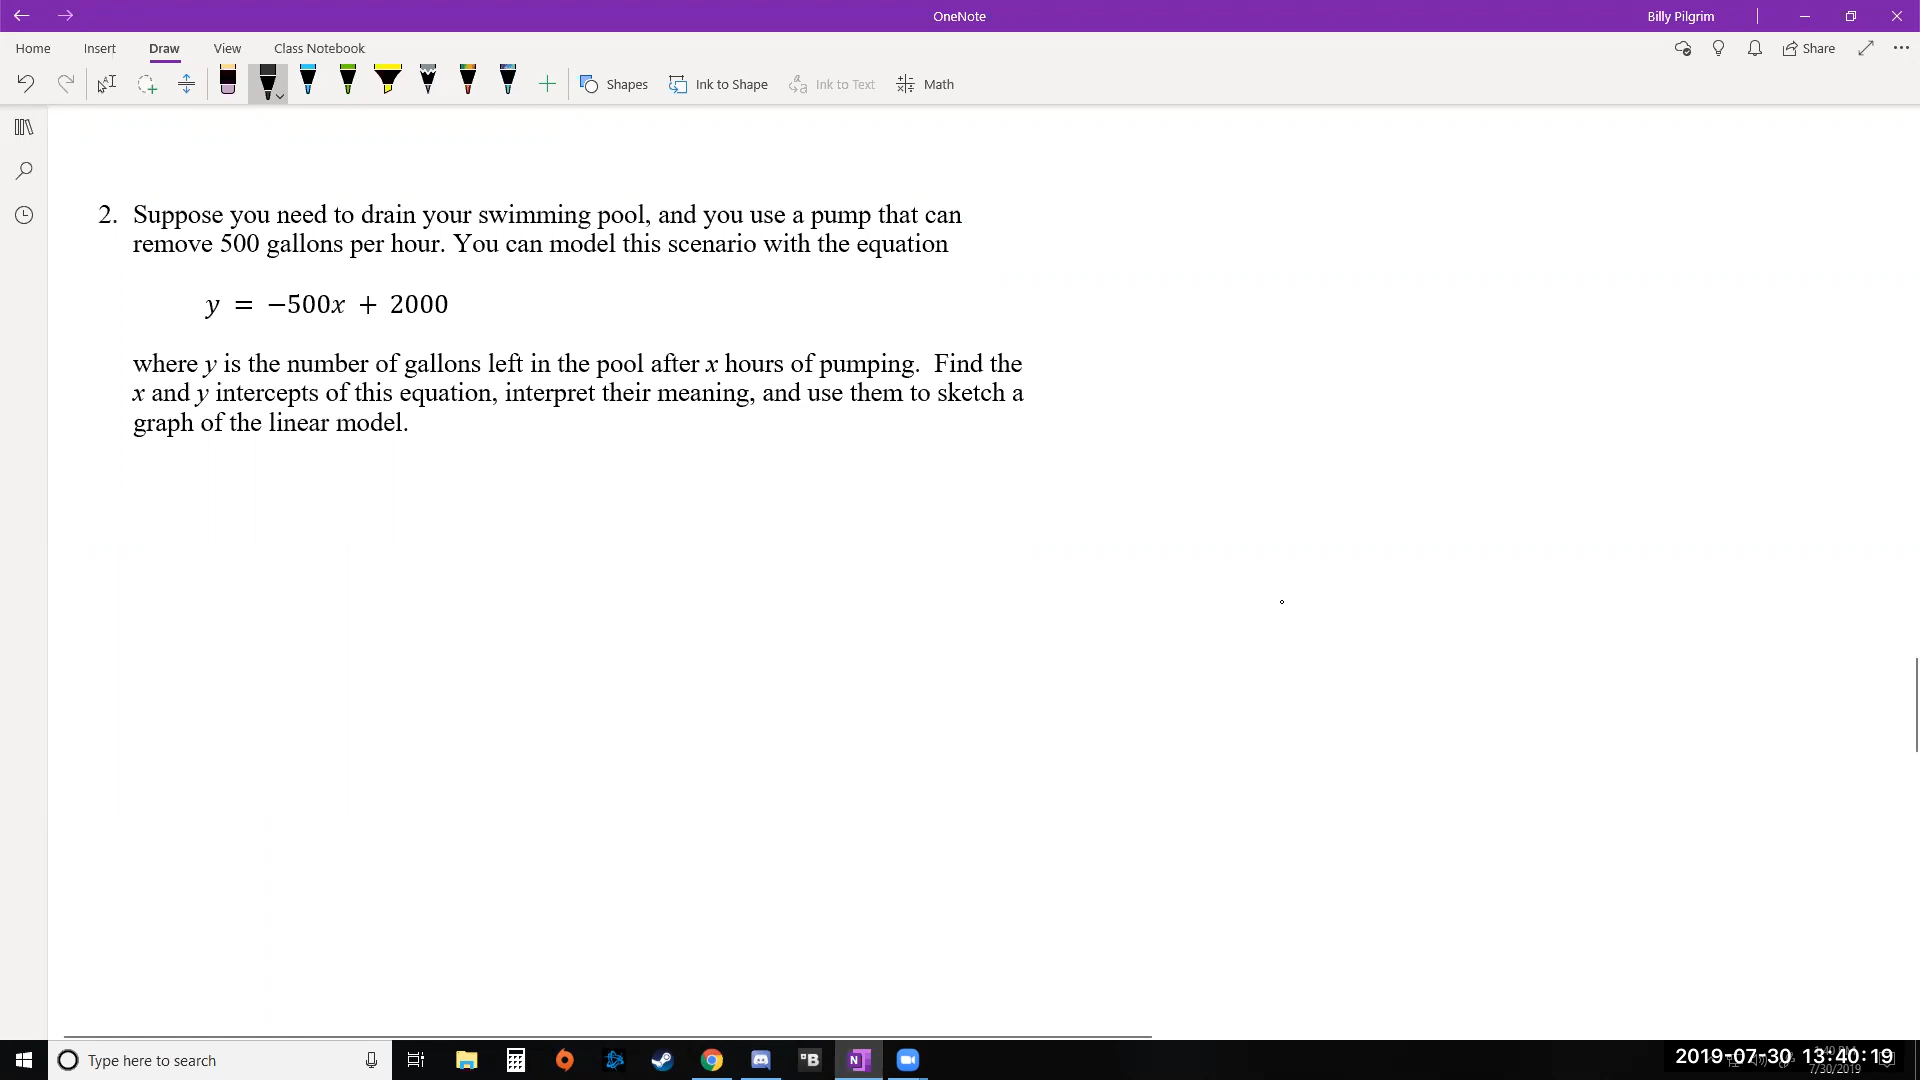 OneNote
Billy Pilgrim
Home Insert Draw View Class Notebook
Share
Shapes Ink to Shape Ink to Text Math
2. Suppose you need to drain your swimming pool, and you use a pump that can
remove 500 gallons per hour. You can model this scenario with the equation
y = −500x + 2000
where y is the number of gallons left in the pool after x hours of pumping. Find the
x and y intercepts of this equation, interpret their meaning, and use them to sketch a
graph of the linear model.
Type here to search
2019-07-30 13:40:19
7/30/2019